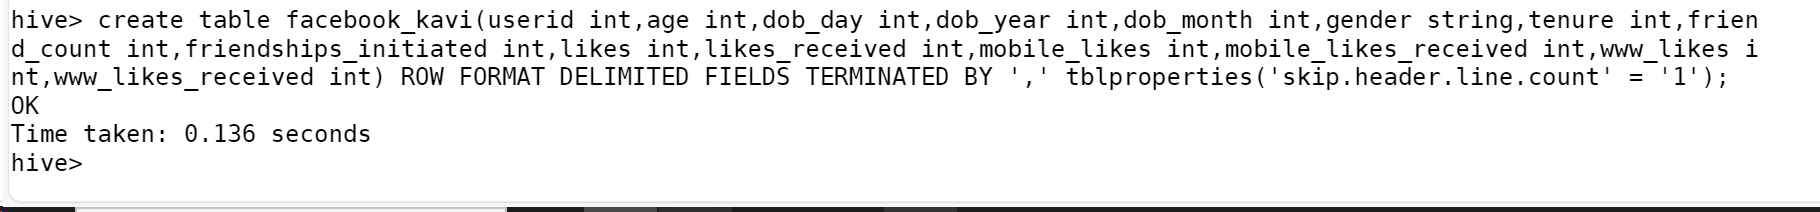 hive> create table facebook_kavi(userid int,age int,dob_day int,dob_year int,dob_month int,gender string,tenure int,frien
d_count int,friendships_initiated int,likes int,likes_received int,mobile_likes int,mobile_likes_received int,www_likes i
nt,www_likes_received int) ROW FORMAT DELIMITED FIELDS TERMINATED BY ',' tblproperties('skip.header.line.count' = '1');
OK
Time taken: 0.136 seconds
hive>